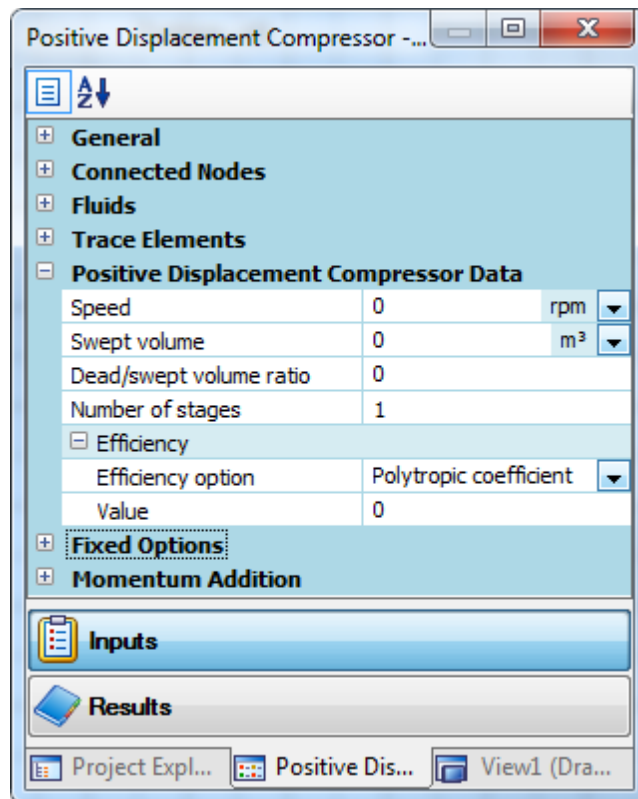 Positive Displacement Compressor -...
A
Z
General
Connected Nodes
Fluids
Trace Elements
Positive Displacement Compressor Data
Speed 0 rpm
Swept volume 0 m³
Dead/swept volume ratio 0
Number of stages 1
Efficiency
Efficiency option Polytropic coefficient
Value 0
Fixed Options
Momentum Addition
Inputs
Results
Project Expl... Positive Dis... View1 (Dra...